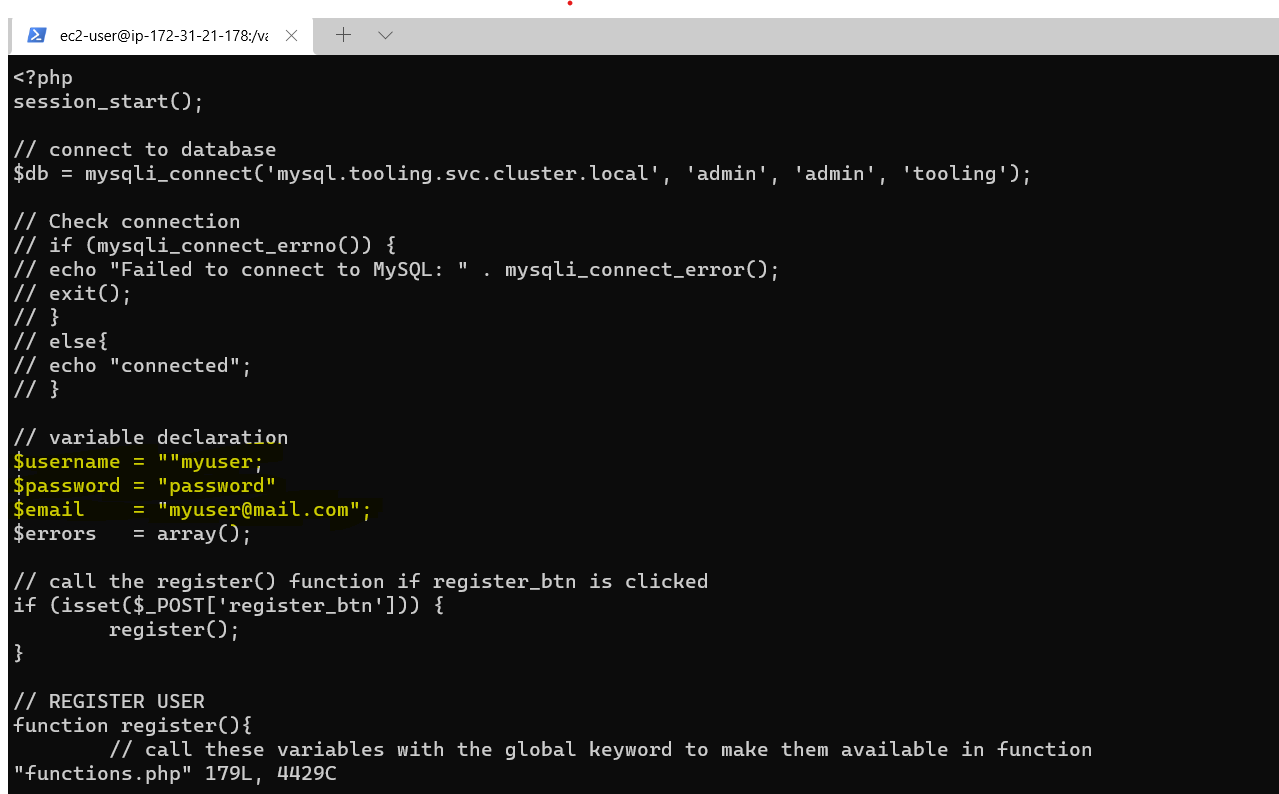 ec2-user@ip-172-31-21-178:/va
<?php
session_start();
// connect to database
$db = mysqli_connect('mysql.tooling.svc.cluster.local', 'admin', 'admin', 'tooling');
// Check connection
// if (mysqli_connect_errno()) {
// echo "Failed to connect to MySQL: " . mysqli_connect_error();
// exit();
// }
// else{
// echo "connected";
// }
// variable declaration
$username = ""myuser;
$password = "password"
$email    = "myuser@mail.com";
$errors   = array();
// call the register() function if register_btn is clicked
if (isset($_POST['register_btn'])) {
        register();
}
// REGISTER USER
function register(){
        // call these variables with the global keyword to make them available in function
"functions.php" 179L, 4429C